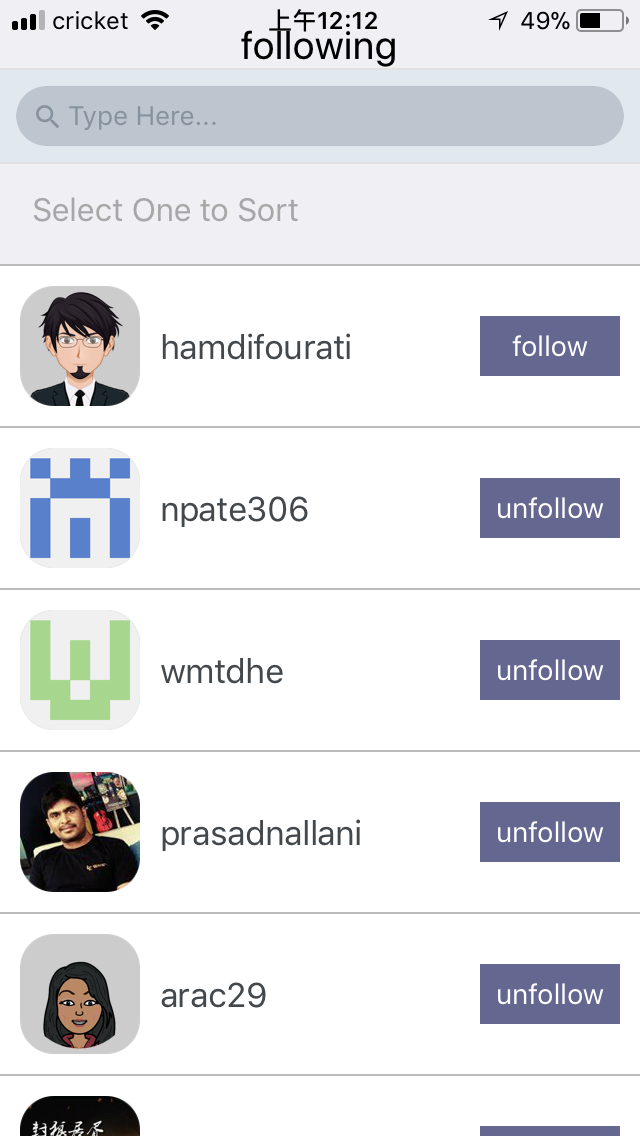 cricket 上午12:12 49%
following
Type Here...
Select One to Sort
hamdifourati follow
npate306 unfollow
wmtdhe unfollow
prasadnallani unfollow
arac29 unfollow